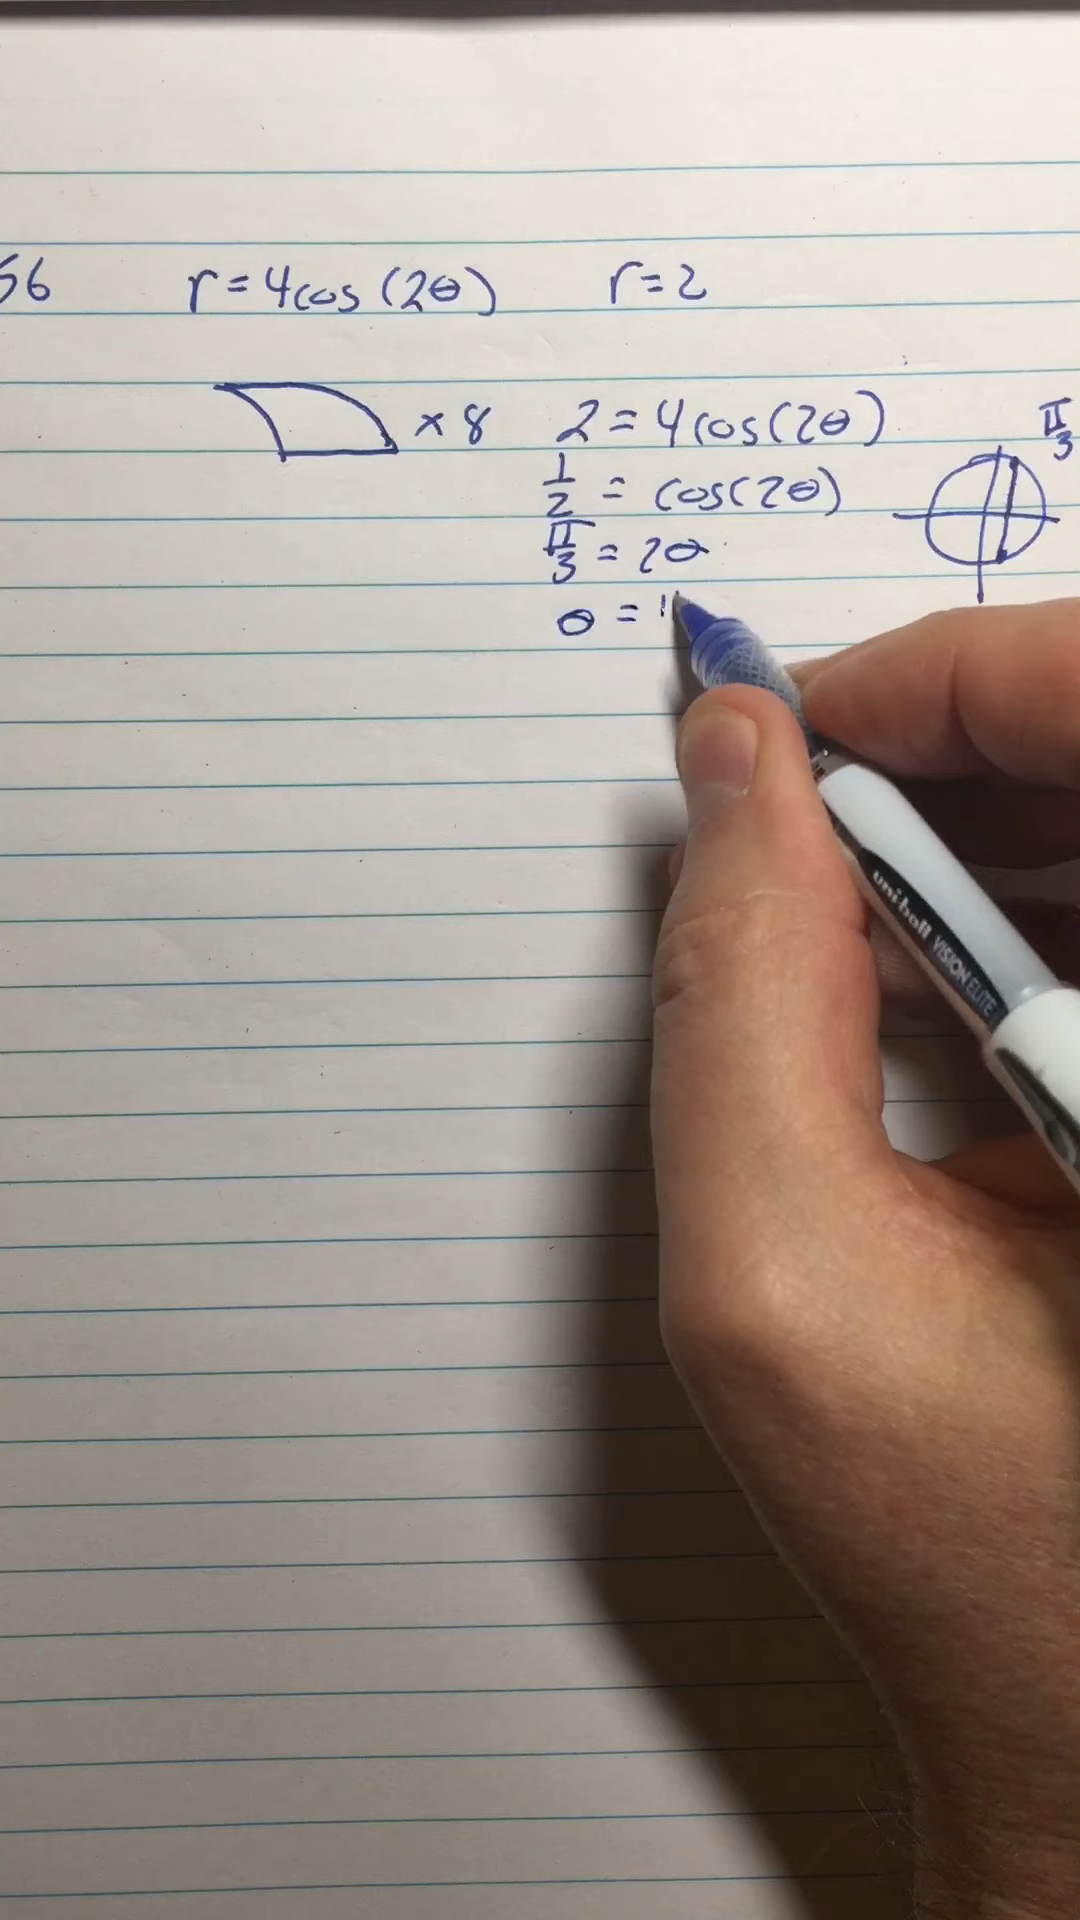 56 r = 4cos(2θ) r = 2
× 8 2 = 4cos(2θ) π/3
1/2 = cos(2θ)
π/3 = 2θ
θ =
uniball VISION ELITE